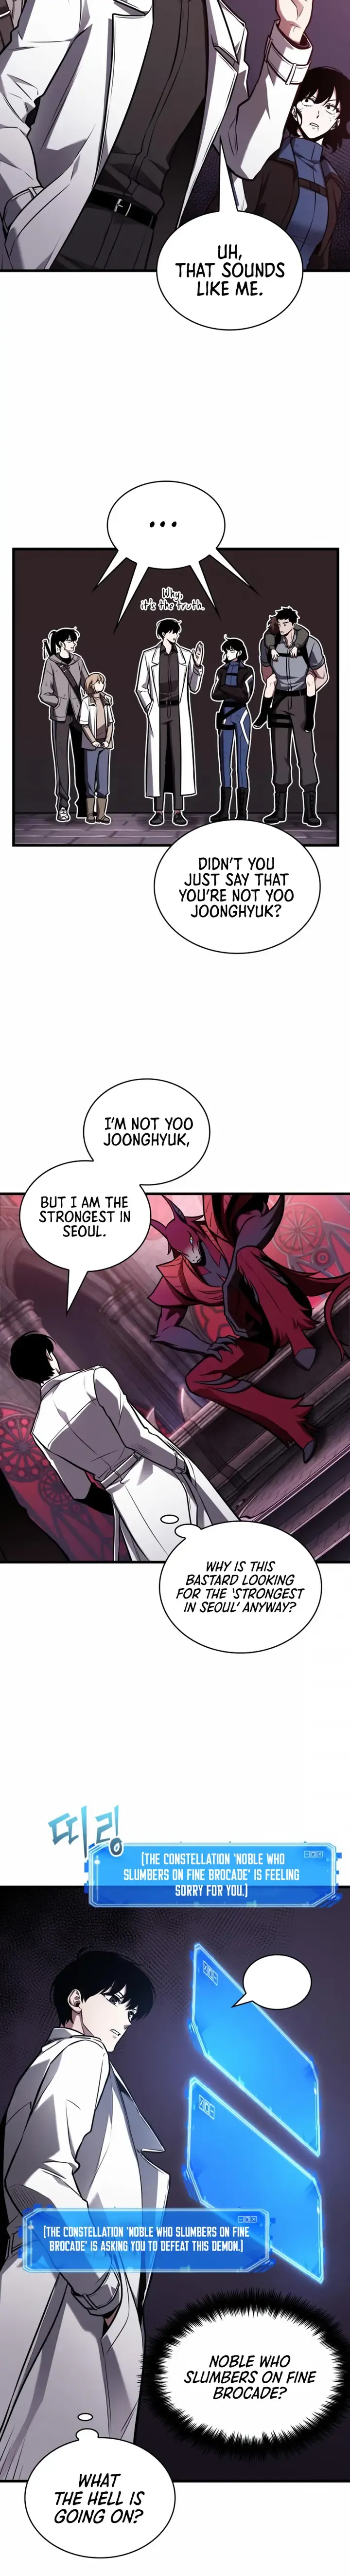 UH,
THAT SOUNDS
LIKE ME.
...
Why,
it's the truth.
DIDN'T YOU
JUST SAY THAT
YOU'RE NOT YOO
JOONGHYUK?
I'M NOT YOO
JOONGHYUK,
BUT I AM THE
STRONGEST IN
SEOUL.
WHY IS THIS
BASTARD LOOKING
FOR THE 'STRONGEST
IN SEOUL' ANYWAY?
띠링
[THE CONSTELLATION 'NOBLE WHO
SLUMBERS ON FINE BROCADE' IS FEELING
SORRY FOR YOU.]
[THE CONSTELLATION 'NOBLE WHO SLUMBERS ON FINE
BROCADE' IS ASKING YOU TO DEFEAT THIS DEMON.]
NOBLE WHO
SLUMBERS ON FINE
BROCADE?
WHAT
THE HELL IS
GOING ON?